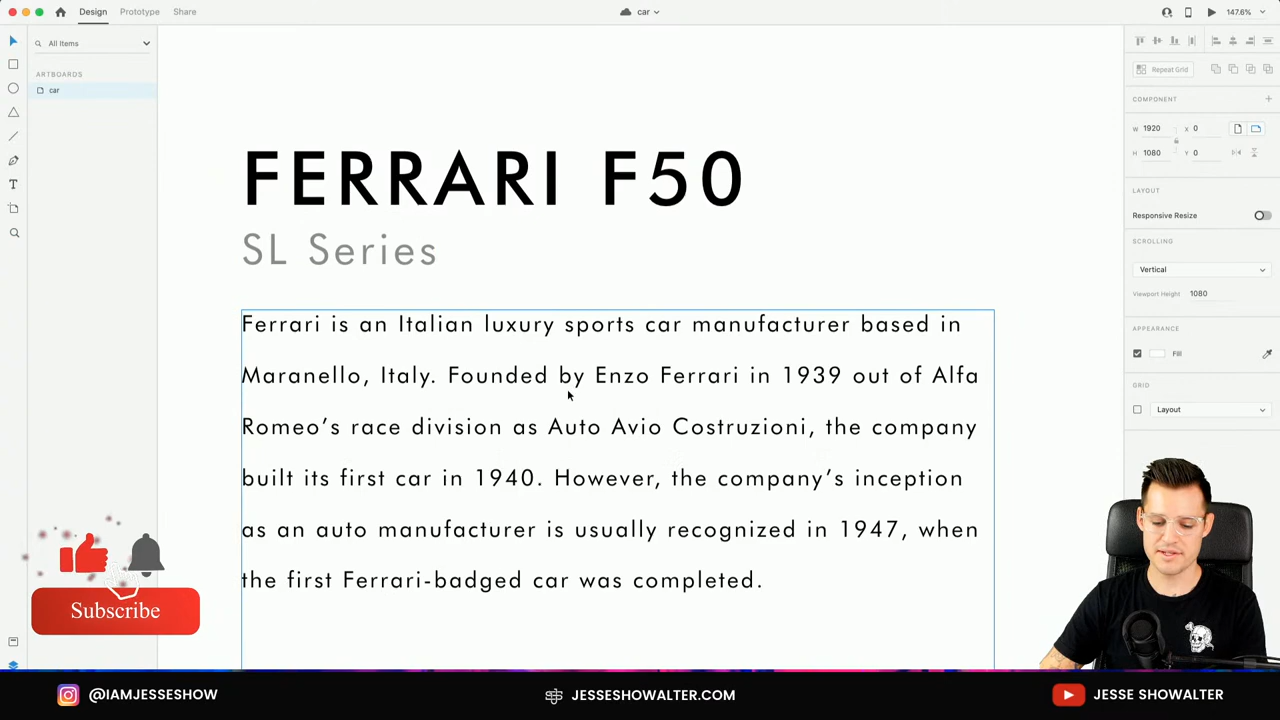 Design Prototype Share
car
147.6%
All Items
ARTBOARDS
car
Repeat Grid
COMPONENT
W 1920 X 0
H 1080 Y 0
LAYOUT
Responsive Resize
SCROLLING
Vertical
Viewport Height 1080
APPEARANCE
Fill
GRID
Layout
FERRARI F50
SL Series
Ferrari is an Italian luxury sports car manufacturer based in
Maranello, Italy. Founded by Enzo Ferrari in 1939 out of Alfa
Romeo’s race division as Auto Avio Costruzioni, the company
built its first car in 1940. However, the company’s inception
as an auto manufacturer is usually recognized in 1947, when
the first Ferrari-badged car was completed.
Subscribe
@IAMJESSESHOW
JESSESHOWALTER.COM
JESSE SHOWALTER